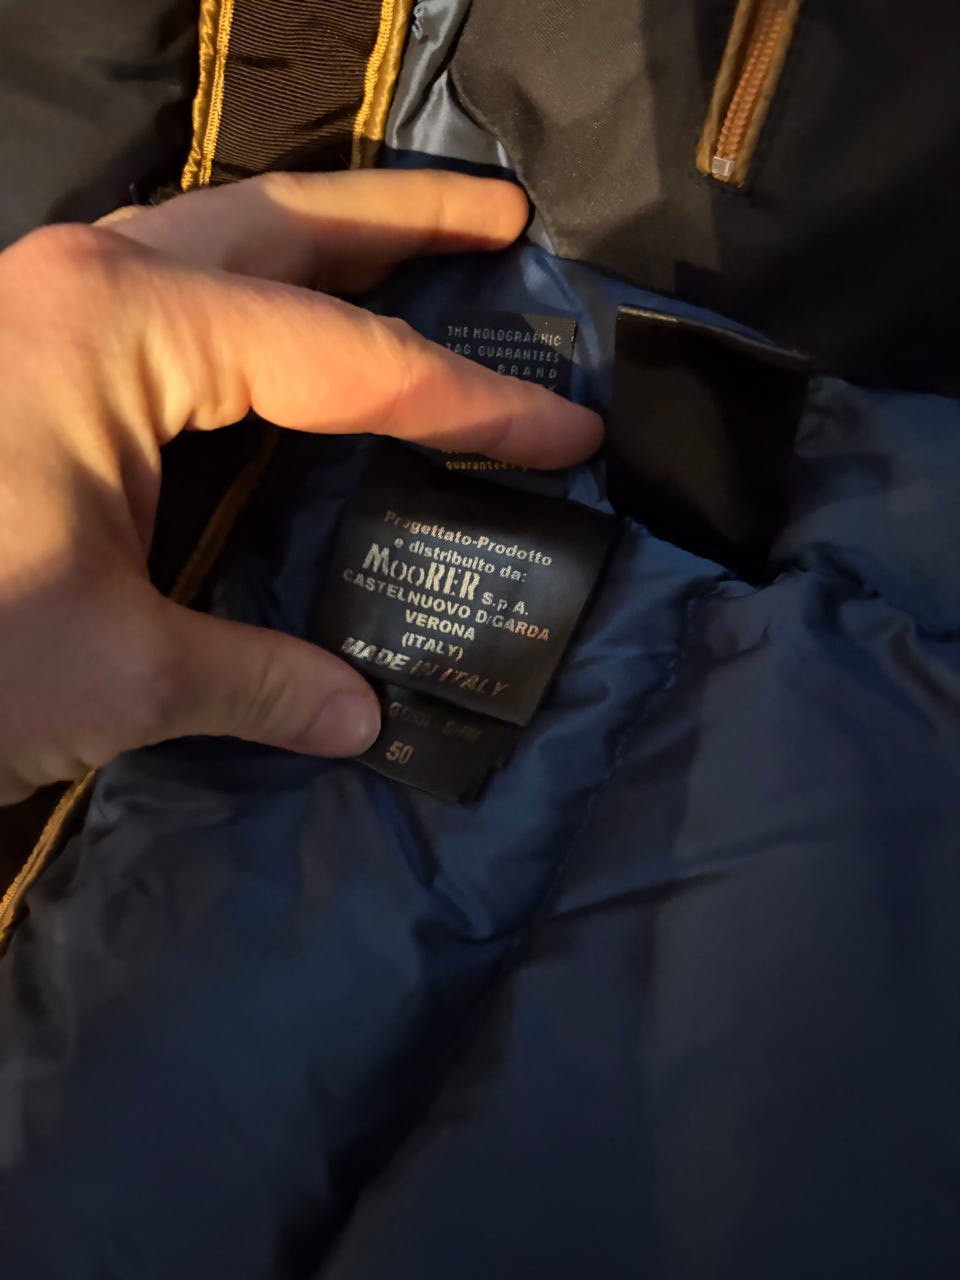 THE HOLOGRAPHIC
TAG GUARANTEES
BRAND
Progettato-Prodotto
e distribuito da:
MooRER S.p.A.
CASTELNUOVO D/GARDA
VERONA
(ITALY)
MADE IN ITALY
50